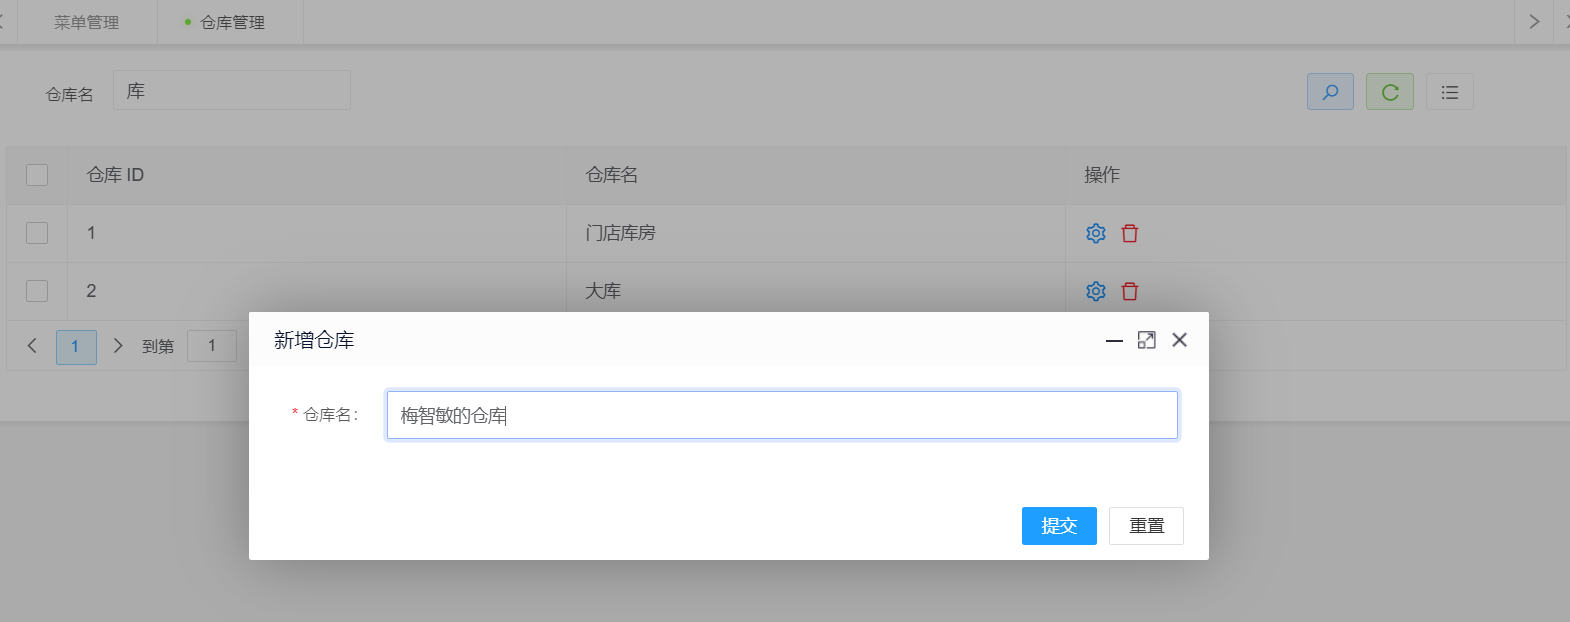 菜单管理 仓库管理
仓库名 库
仓库 ID 仓库名 操作
1 门店库房
2 大库
1 到第 1
新增仓库
* 仓库名: 梅智敏的仓库
提交 重置